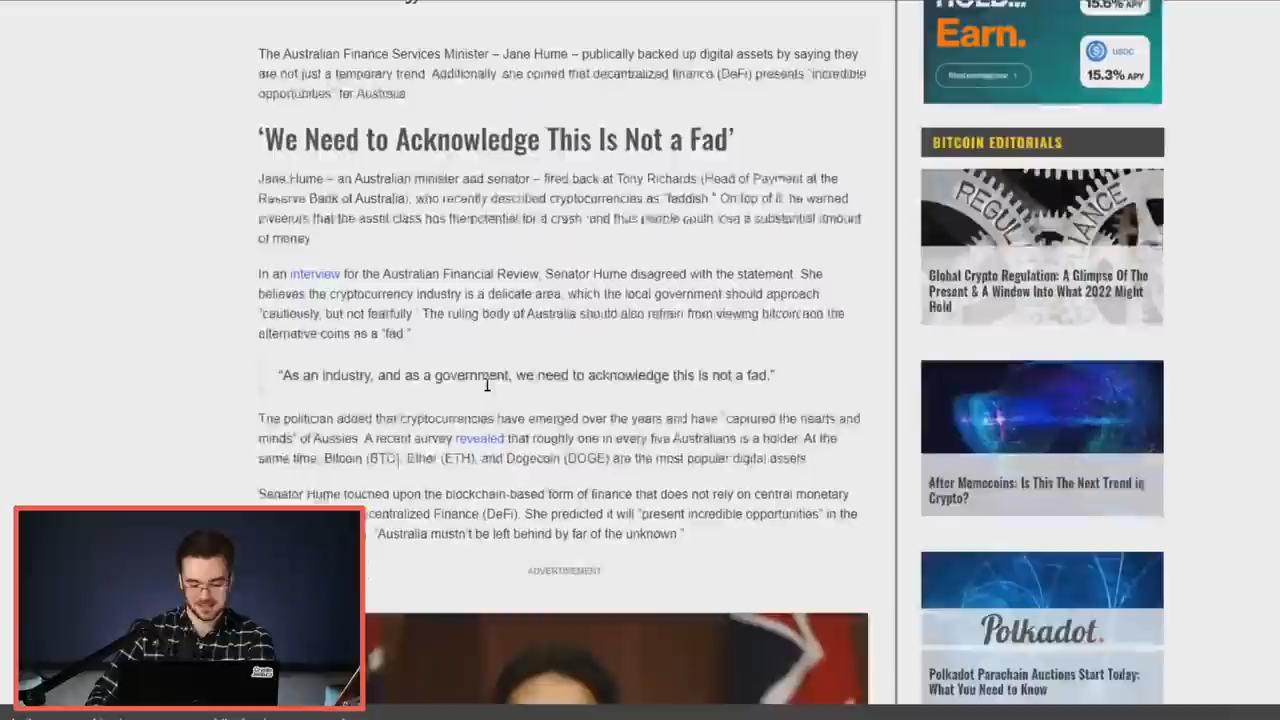 The Australian Finance Services Minister – Jane Hume – publically backed up digital assets by saying they
are not just a temporary trend. Additionally, she opined that decentralized finance (DeFi) presents "incredible
opportunities" for Australia.
'We Need to Acknowledge This Is Not a Fad'
Jane Hume – an Australian minister and senator – fired back at Tony Richards (Head of Payment at the
Reserve Bank of Australia), who recently described cryptocurrencies as "faddish." On top of it, he warned
investors that the asset class has the potential for a crash, and thus people could lose a substantial amount
of money.
In an interview for the Australian Financial Review, Senator Hume disagreed with the statement. She
believes the cryptocurrency industry is a delicate area, which the local government should approach
"cautiously, but not fearfully." The ruling body of Australia should also refrain from viewing bitcoin and the
alternative coins as a "fad."
"As an industry, and as a government, we need to acknowledge this is not a fad."
The politician added that cryptocurrencies have emerged over the years and have "captured the hearts and
minds" of Aussies. A recent survey revealed that roughly one in every five Australians is a holder. At the
same time, Bitcoin (BTC), Ether (ETH), and Dogecoin (DOGE) are the most popular digital assets.
Senator Hume touched upon the blockchain-based form of finance that does not rely on central monetary
centralized Finance (DeFi). She predicted it will "present incredible opportunities" in the
"Australia mustn't be left behind by far of the unknown."
ADVERTISEMENT
HODL...
Earn.
15.6% APY
USDC
15.3% APY
BITCOIN EDITORIALS
Global Crypto Regulation: A Glimpse Of The
Present & A Window Into What 2022 Might
Hold
After Memecoins: Is This The Next Trend in
Crypto?
Polkadot.
Polkadot Parachain Auctions Start Today:
What You Need to Know